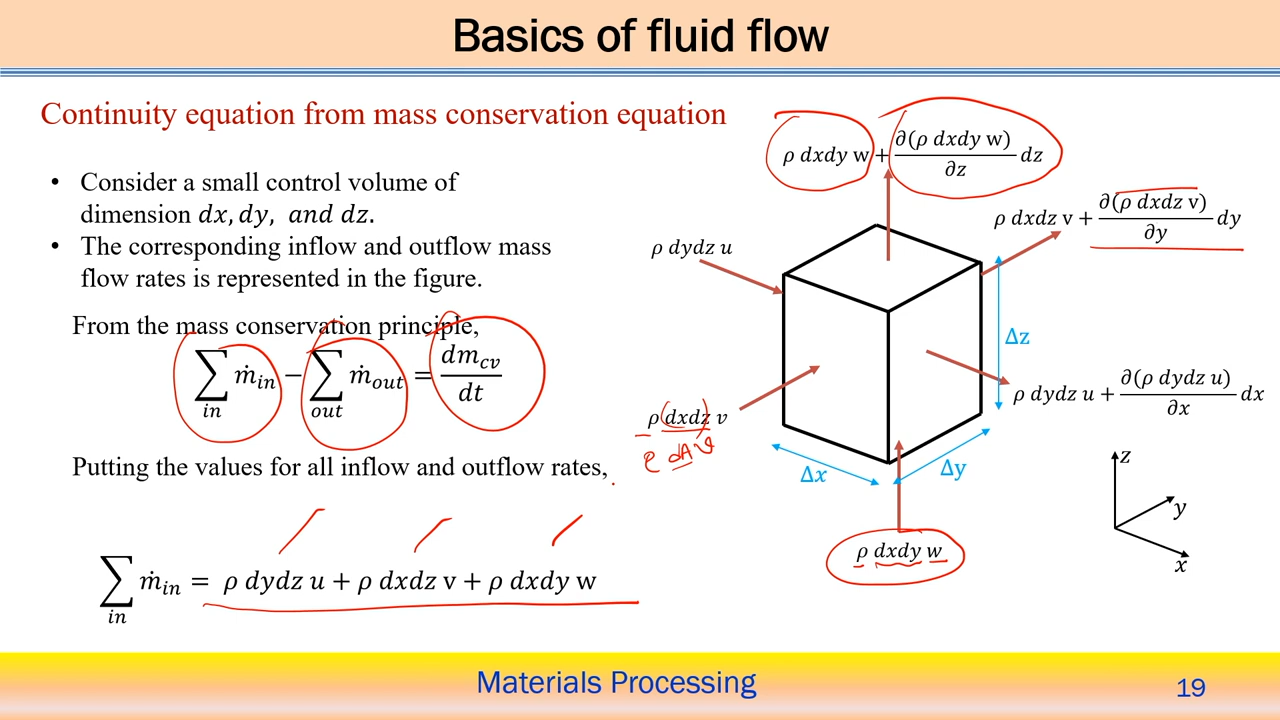 Basics of fluid flow
Continuity equation from mass conservation equation
• Consider a small control volume of
dimension dx, dy, and dz.
• The corresponding inflow and outflow mass
flow rates is represented in the figure.
From the mass conservation principle,
∑_in ṁ_in − ∑_out ṁ_out = dm_cv/dt
Putting the values for all inflow and outflow rates,
∑_in ṁ_in = ρ dydz u + ρ dxdz v + ρ dxdy w
ρ dxdy w + ∂(ρ dxdy w)/∂z dz
ρ dxdz v + ∂(ρ dxdz v)/∂y dy
ρ dydz u
Δz
ρ dydz u + ∂(ρ dydz u)/∂x dx
ρ dxdz v
ρ dA v
Δx
Δy
ρ dxdy w
z
y
x
Materials Processing
19